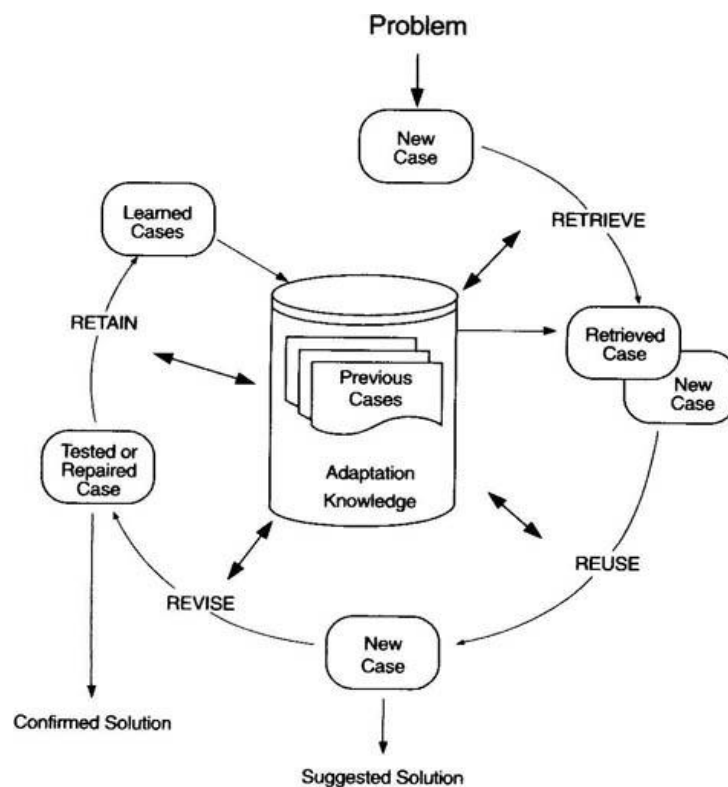 Problem
New
Case
RETRIEVE
Learned
Cases
RETAIN
Retrieved
Case
New
Case
Previous
Cases
Adaptation
Knowledge
Tested or
Repaired
Case
REUSE
REVISE
New
Case
Confirmed Solution
Suggested Solution